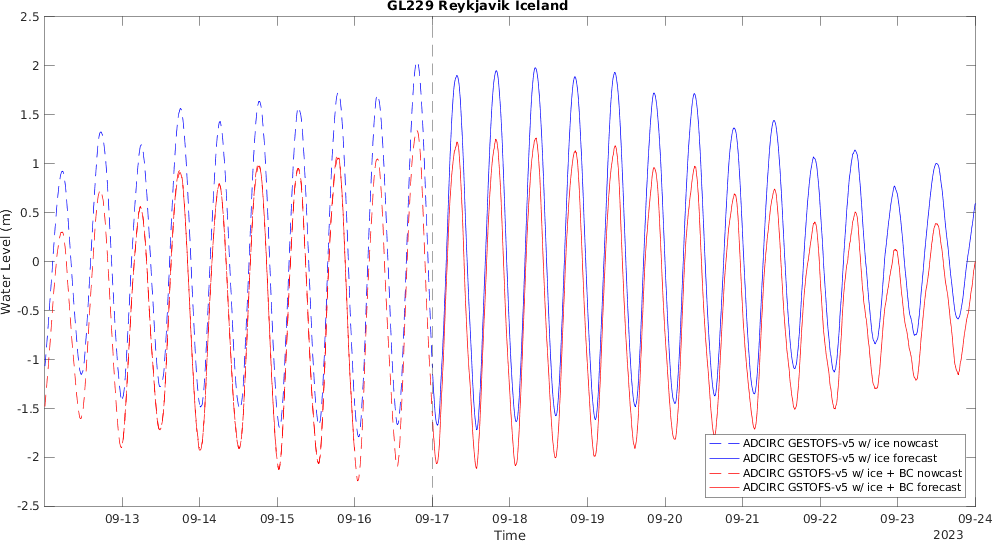 GL229 Reykjavik Iceland
2.5
2
1.5
1
0.5
0
-0.5
-1
-1.5
-2
-2.5
Water Level (m)
ADCIRC GESTOFS-v5 w/ ice nowcast
ADCIRC GESTOFS-v5 w/ ice forecast
ADCIRC GSTOFS-v5 w/ ice + BC nowcast
ADCIRC GSTOFS-v5 w/ ice + BC forecast
09-13 09-14 09-15 09-16 09-17 09-18 09-19 09-20 09-21 09-22 09-23 09-24
Time
2023